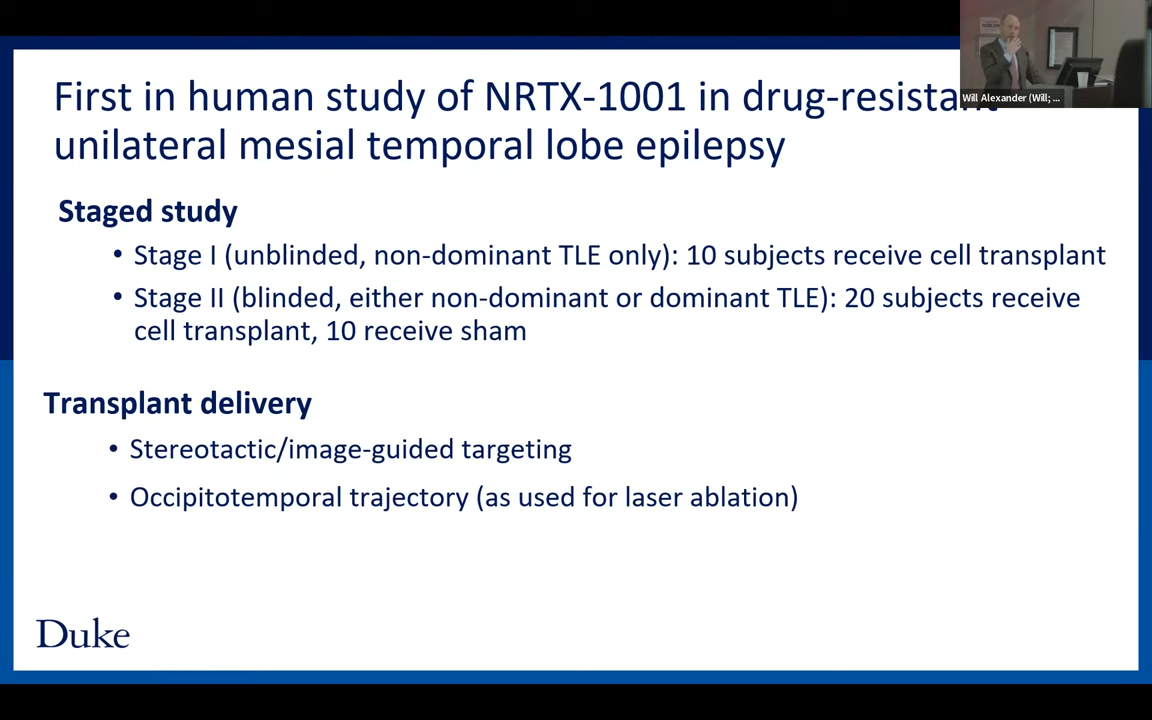 First in human study of NRTX-1001 in drug-resistant
unilateral mesial temporal lobe epilepsy
Will Alexander (Will; ...
Staged study
• Stage I (unblinded, non-dominant TLE only): 10 subjects receive cell transplant
• Stage II (blinded, either non-dominant or dominant TLE): 20 subjects receive
cell transplant, 10 receive sham
Transplant delivery
• Stereotactic/image-guided targeting
• Occipitotemporal trajectory (as used for laser ablation)
Duke